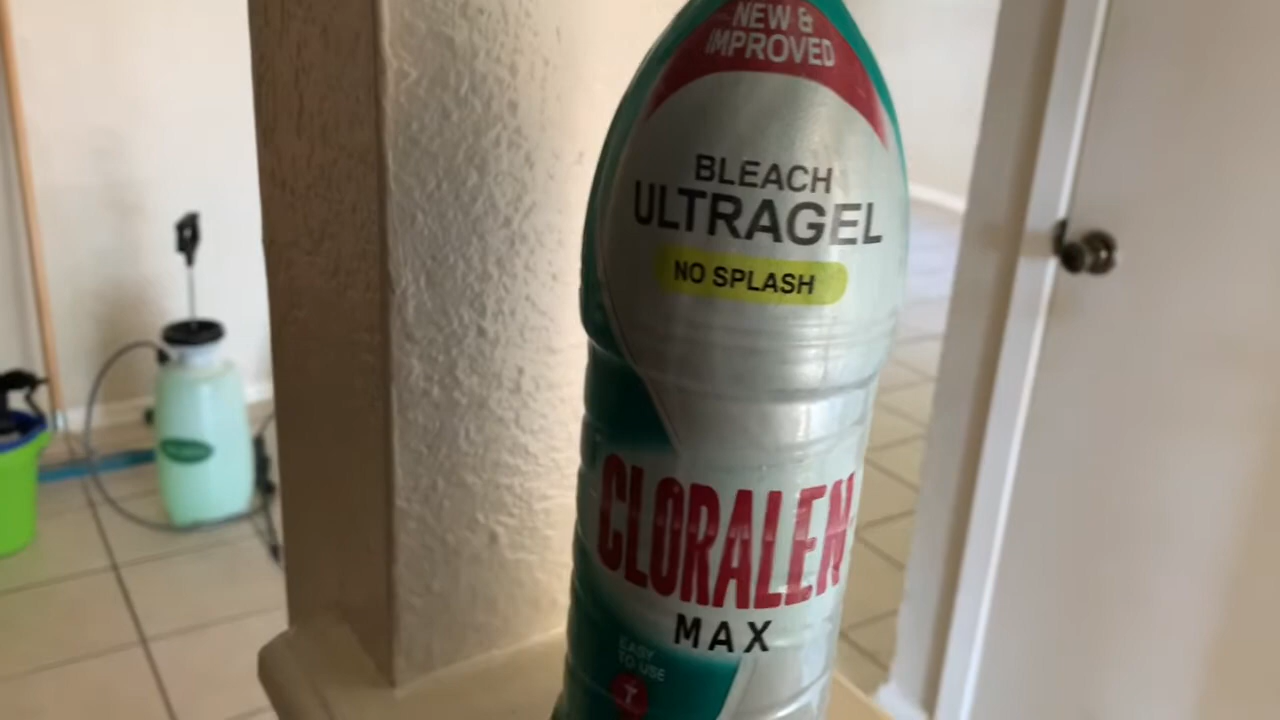 NEW &
IMPROVED
BLEACH
ULTRAGEL
NO SPLASH
CLORALEN
MAX
EASY
TO USE